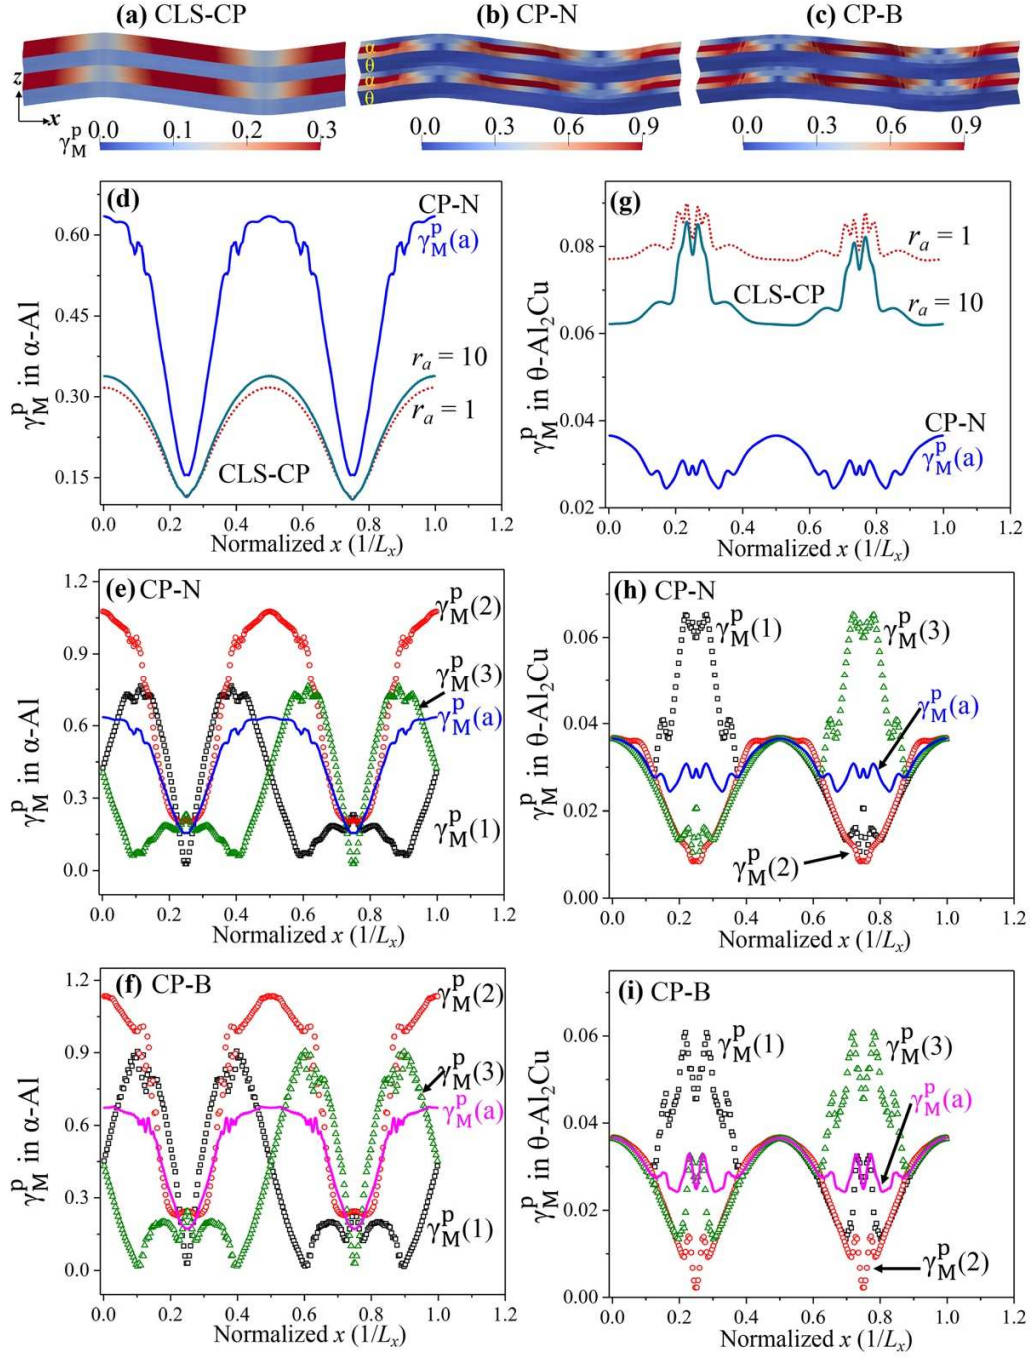 (a) CLS-CP
(b) CP-N
(c) CP-B
z
x
α
θ
α
θ
γ_M^p
0.0 0.1 0.2 0.3
0.0 0.3 0.6 0.9
0.0 0.3 0.6 0.9
(d)
CP-N
γ_M^p(a)
r_a = 10
r_a = 1
CLS-CP
γ_M^p in α-Al
0.60
0.45
0.30
0.15
0.0 0.2 0.4 0.6 0.8 1.0 1.2
Normalized x (1/L_x)
(g)
r_a = 1
CLS-CP
r_a = 10
CP-N
γ_M^p(a)
γ_M^p in θ-Al₂Cu
0.08
0.06
0.04
0.02
0.0 0.2 0.4 0.6 0.8 1.0 1.2
Normalized x (1/L_x)
(e) CP-N
γ_M^p(2)
γ_M^p(3)
γ_M^p(a)
γ_M^p(1)
γ_M^p in α-Al
1.2
0.9
0.6
0.3
0.0
0.0 0.2 0.4 0.6 0.8 1.0 1.2
Normalized x (1/L_x)
(h) CP-N
γ_M^p(1)
γ_M^p(3)
γ_M^p(a)
γ_M^p(2)
γ_M^p in θ-Al₂Cu
0.06
0.04
0.02
0.00
0.0 0.2 0.4 0.6 0.8 1.0 1.2
Normalized x (1/L_x)
(f) CP-B
γ_M^p(2)
γ_M^p(3)
γ_M^p(a)
γ_M^p(1)
γ_M^p in α-Al
1.2
0.9
0.6
0.3
0.0
0.0 0.2 0.4 0.6 0.8 1.0 1.2
Normalized x (1/L_x)
(i) CP-B
γ_M^p(1)
γ_M^p(3)
γ_M^p(a)
γ_M^p(2)
γ_M^p in θ-Al₂Cu
0.06
0.04
0.02
0.00
0.0 0.2 0.4 0.6 0.8 1.0 1.2
Normalized x (1/L_x)